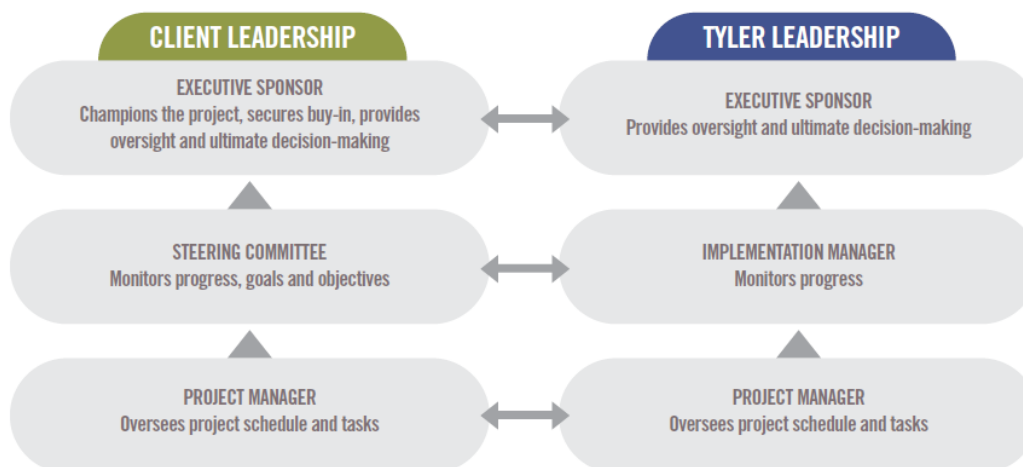 CLIENT LEADERSHIP
EXECUTIVE SPONSOR
Champions the project, secures buy-in, provides
oversight and ultimate decision-making
STEERING COMMITTEE
Monitors progress, goals and objectives
PROJECT MANAGER
Oversees project schedule and tasks
TYLER LEADERSHIP
EXECUTIVE SPONSOR
Provides oversight and ultimate decision-making
IMPLEMENTATION MANAGER
Monitors progress
PROJECT MANAGER
Oversees project schedule and tasks